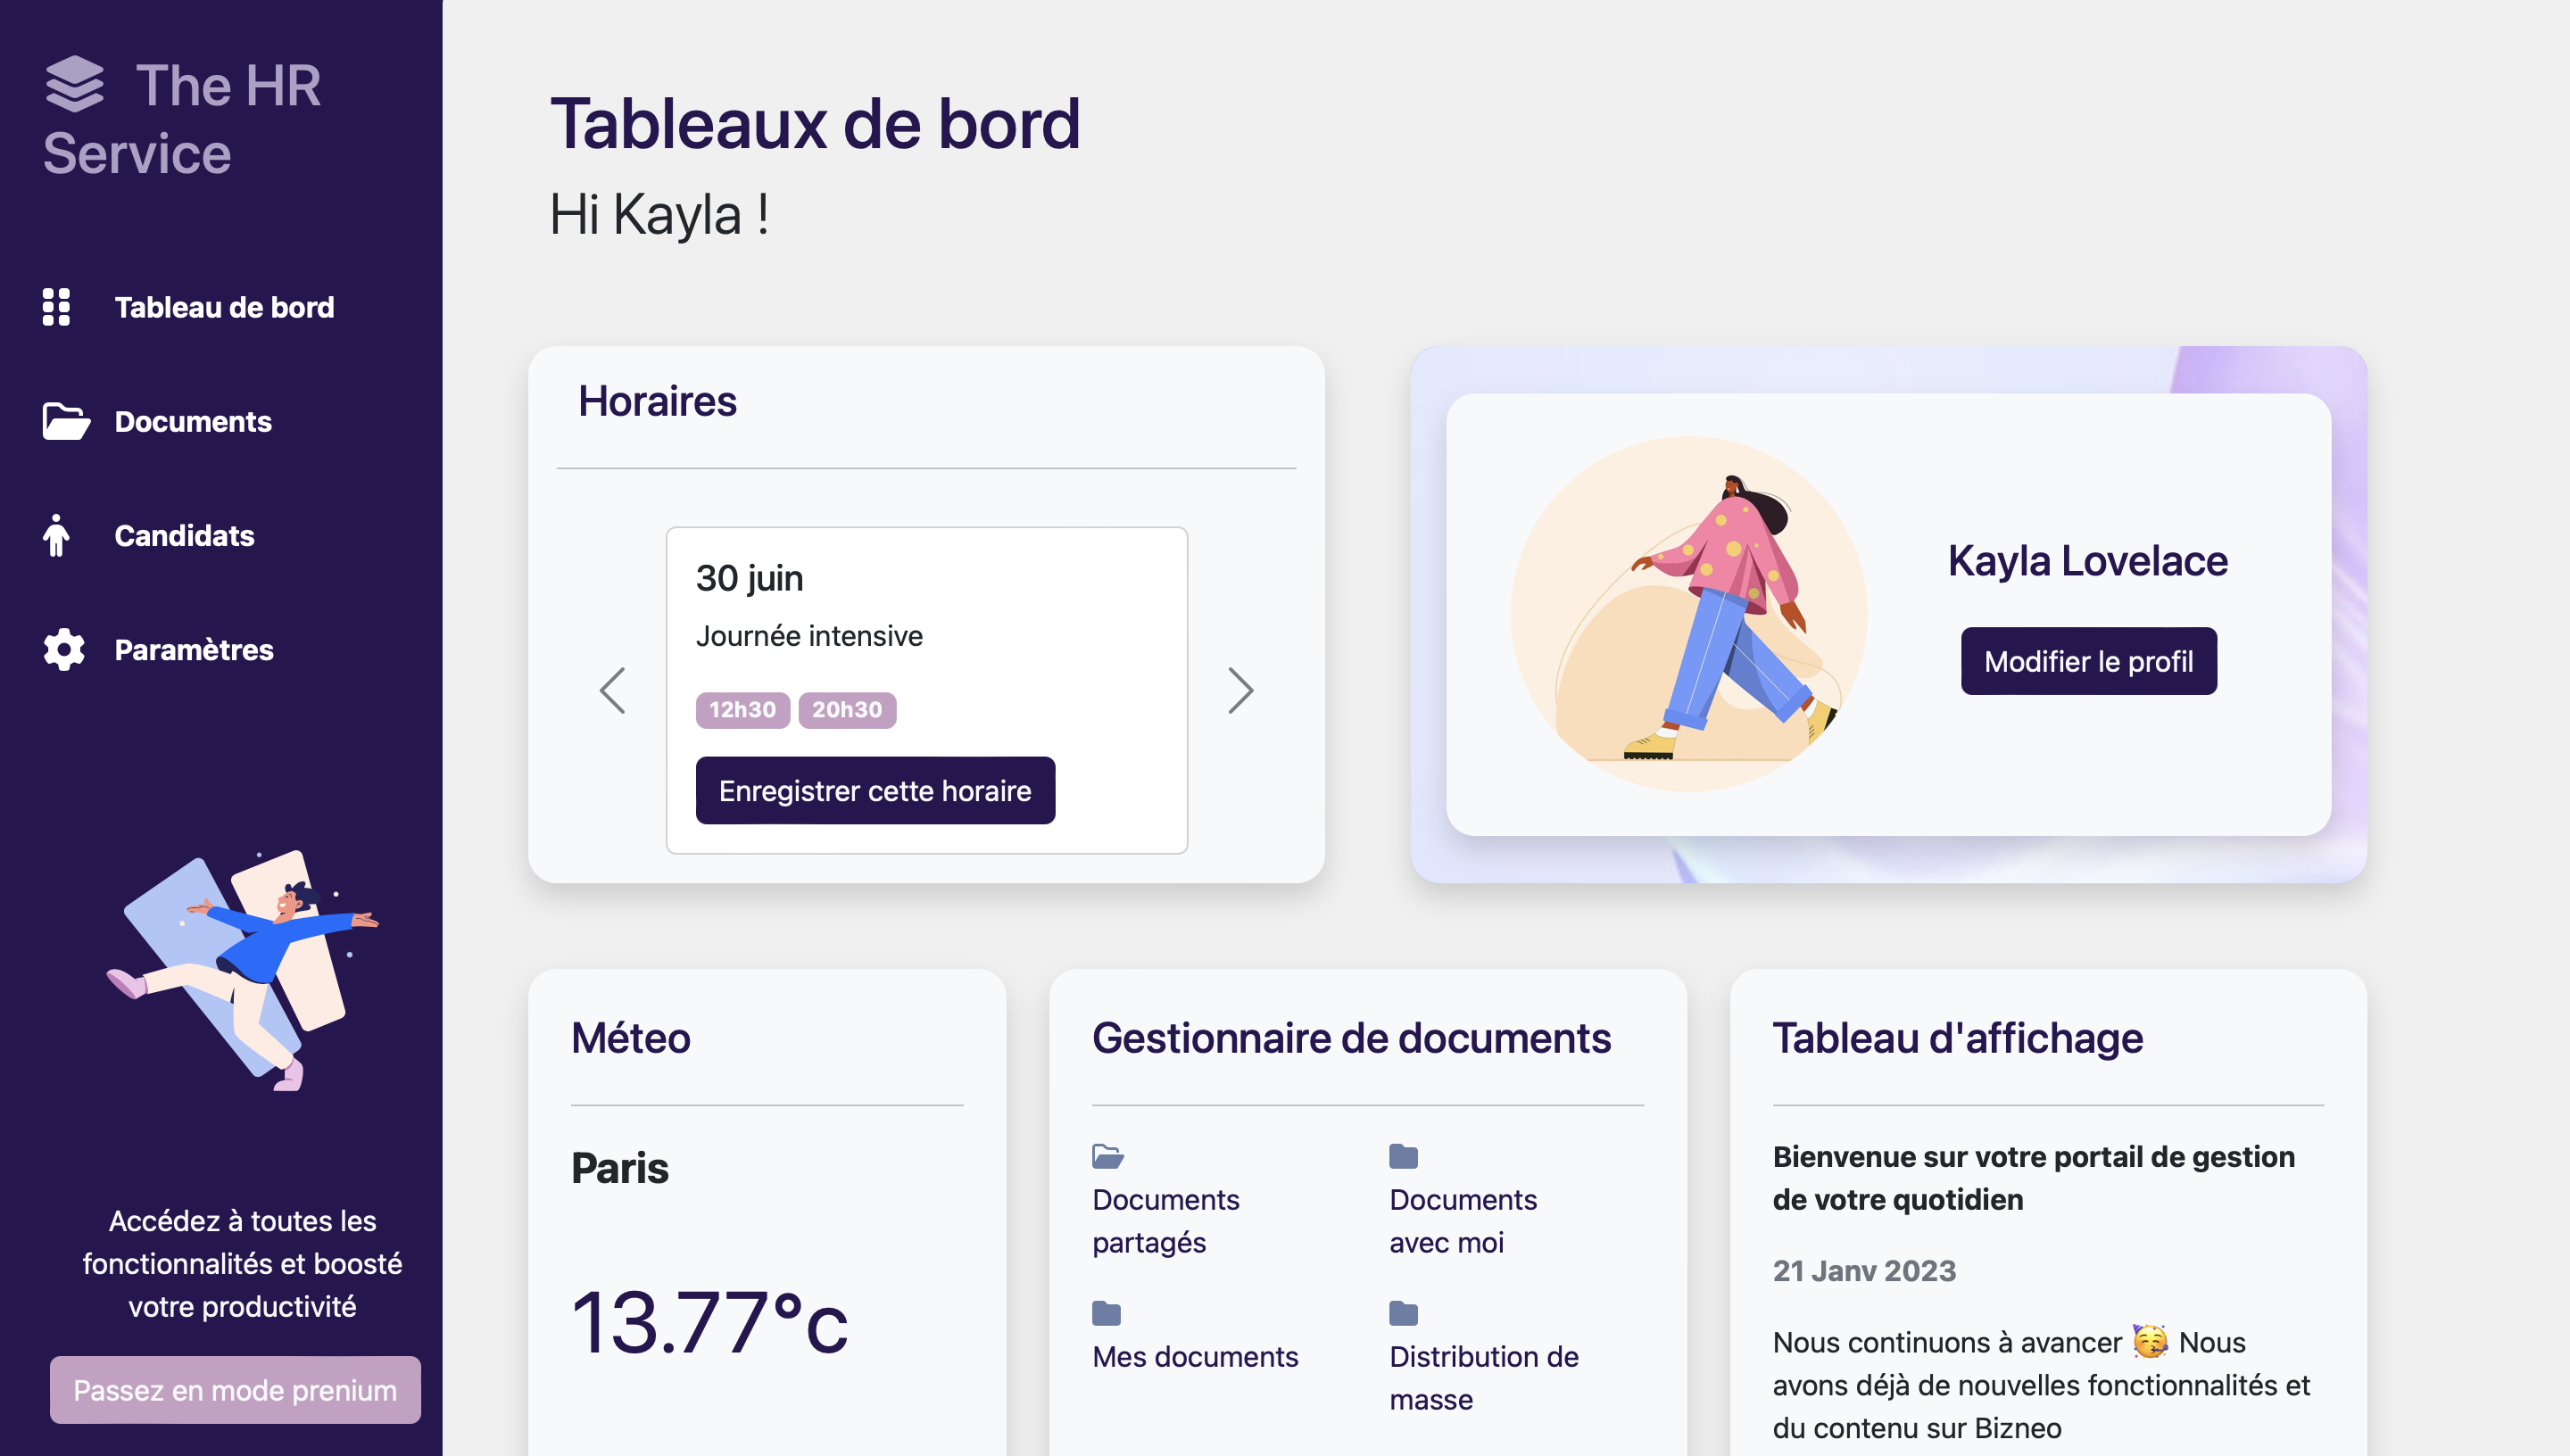 The HR
Service
Tableau de bord
Documents
Candidats
Paramètres
Accédez à toutes les
fonctionnalités et boosté
votre productivité
Passez en mode prenium
Tableaux de bord
Hi Kayla !
Horaires
30 juin
Journée intensive
12h30 20h30
Enregistrer cette horaire
Kayla Lovelace
Modifier le profil
Méteo
Paris
13.77°c
Gestionnaire de documents
Documents
partagés
Documents
avec moi
Mes documents
Distribution de
masse
Tableau d'affichage
Bienvenue sur votre portail de gestion
de votre quotidien
21 Janv 2023
Nous continuons à avancer 🥳 Nous
avons déjà de nouvelles fonctionnalités et
du contenu sur Bizneo